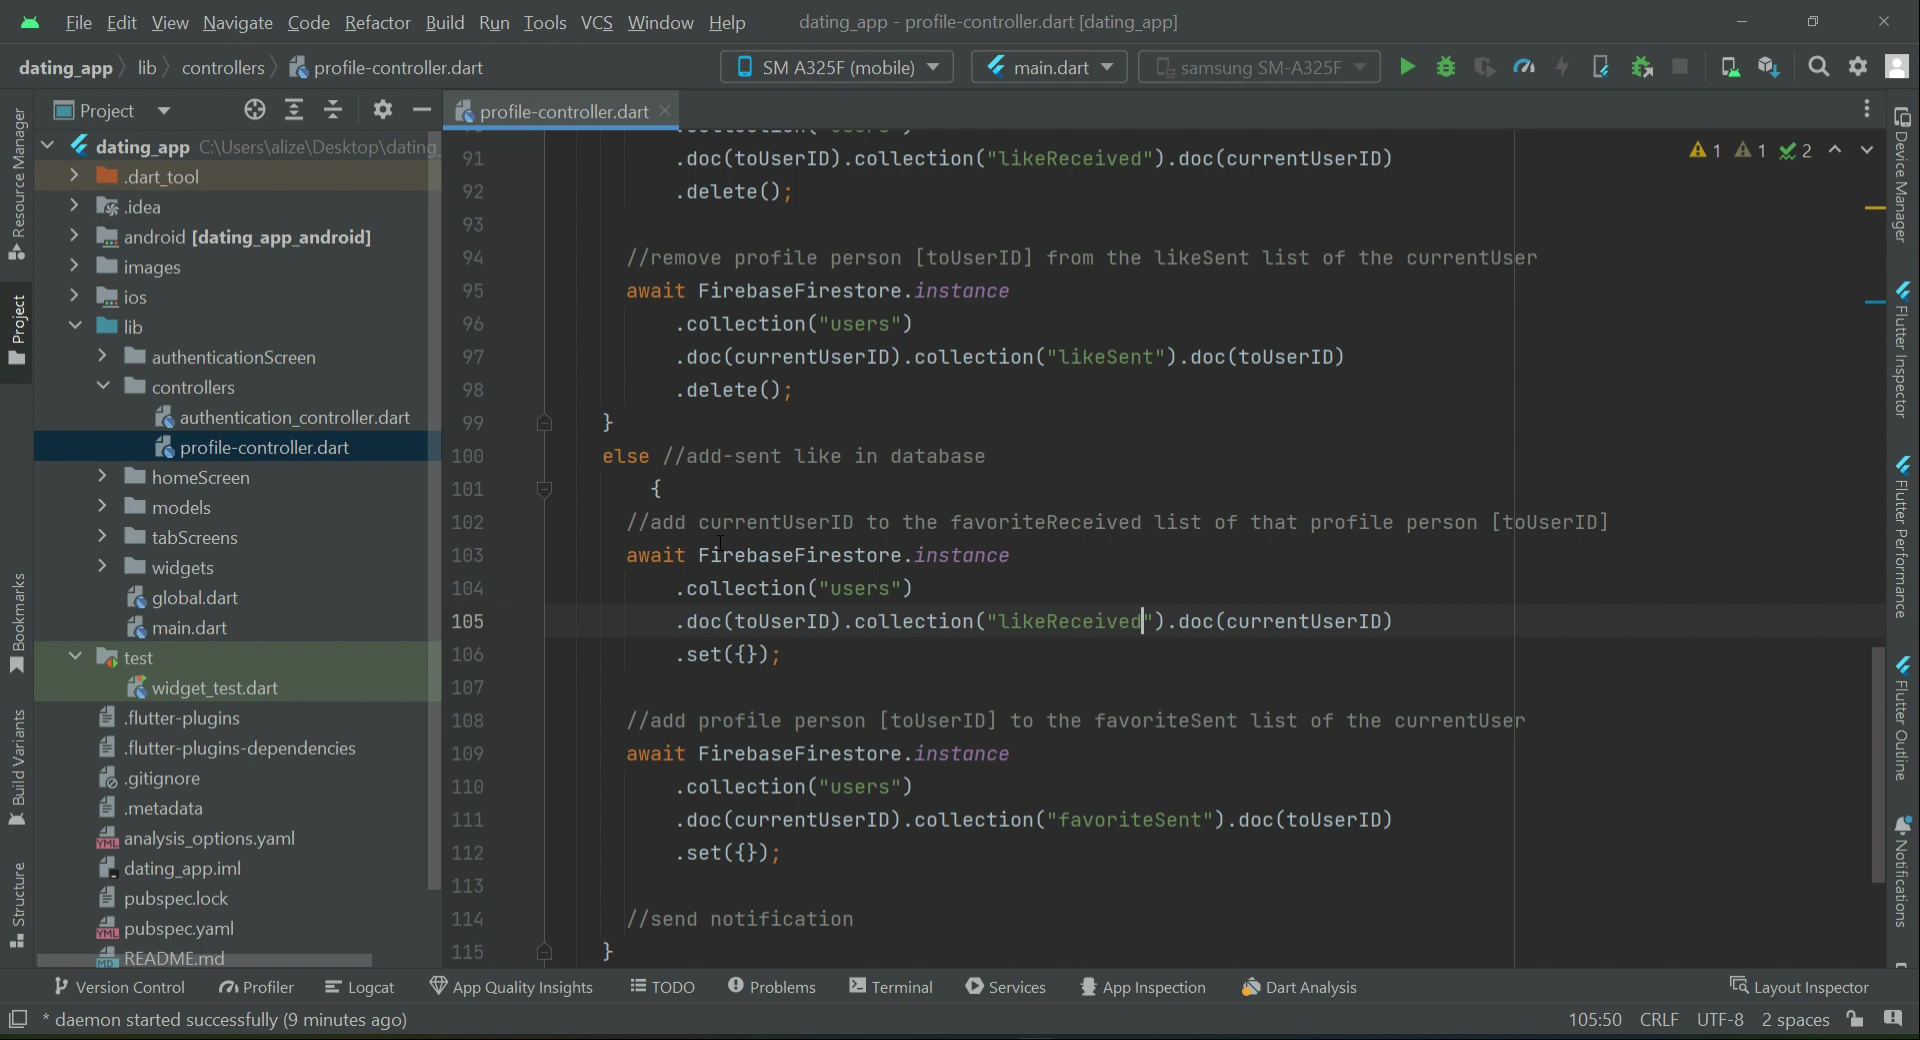 File Edit View Navigate Code Refactor Build Run Tools VCS Window Help dating_app - profile-controller.dart [dating_app]
dating_app lib controllers profile-controller.dart SM A325F (mobile) main.dart samsung SM-A325F
Project profile-controller.dart
Resource Manager
Project
Bookmarks
Build Variants
Structure
dating_app C:\Users\alize\Desktop\dating_
.dart_tool
.idea
android [dating_app_android]
images
ios
lib
authenticationScreen
controllers
authentication_controller.dart
profile-controller.dart
homeScreen
models
tabScreens
widgets
global.dart
main.dart
test
widget_test.dart
.flutter-plugins
.flutter-plugins-dependencies
.gitignore
.metadata
analysis_options.yaml
dating_app.iml
pubspec.lock
pubspec.yaml
README.md
1 1 2
91 .doc(toUserID).collection("likeReceived").doc(currentUserID)
92 .delete();
93
94 //remove profile person [toUserID] from the likeSent list of the currentUser
95 await FirebaseFirestore.instance
96 .collection("users")
97 .doc(currentUserID).collection("likeSent").doc(toUserID)
98 .delete();
99 }
100 else //add-sent like in database
101 {
102 //add currentUserID to the favoriteReceived list of that profile person [toUserID]
103 await FirebaseFirestore.instance
104 .collection("users")
105 .doc(toUserID).collection("likeReceived").doc(currentUserID)
106 .set({});
107
108 //add profile person [toUserID] to the favoriteSent list of the currentUser
109 await FirebaseFirestore.instance
110 .collection("users")
111 .doc(currentUserID).collection("favoriteSent").doc(toUserID)
112 .set({});
113
114 //send notification
115 }
Device Manager
Flutter Inspector
Flutter Performance
Flutter Outline
Notifications
Version Control Profiler Logcat App Quality Insights TODO Problems Terminal Services App Inspection Dart Analysis Layout Inspector
* daemon started successfully (9 minutes ago) 105:50 CRLF UTF-8 2 spaces